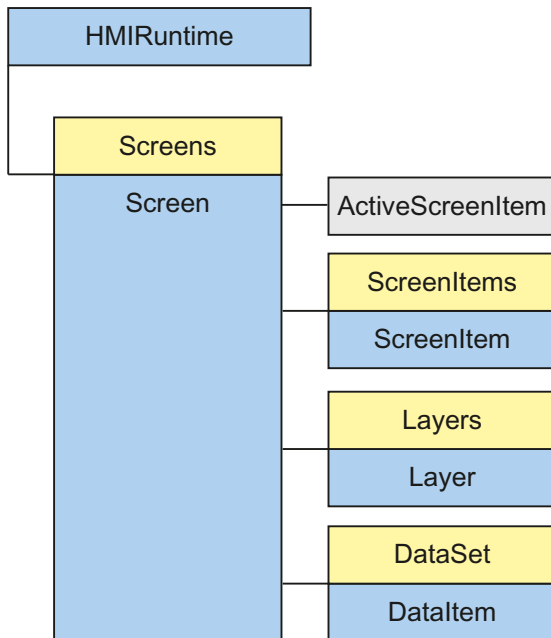 HMIRuntime
Screens
Screen
ActiveScreenItem
ScreenItems
ScreenItem
Layers
Layer
DataSet
DataItem